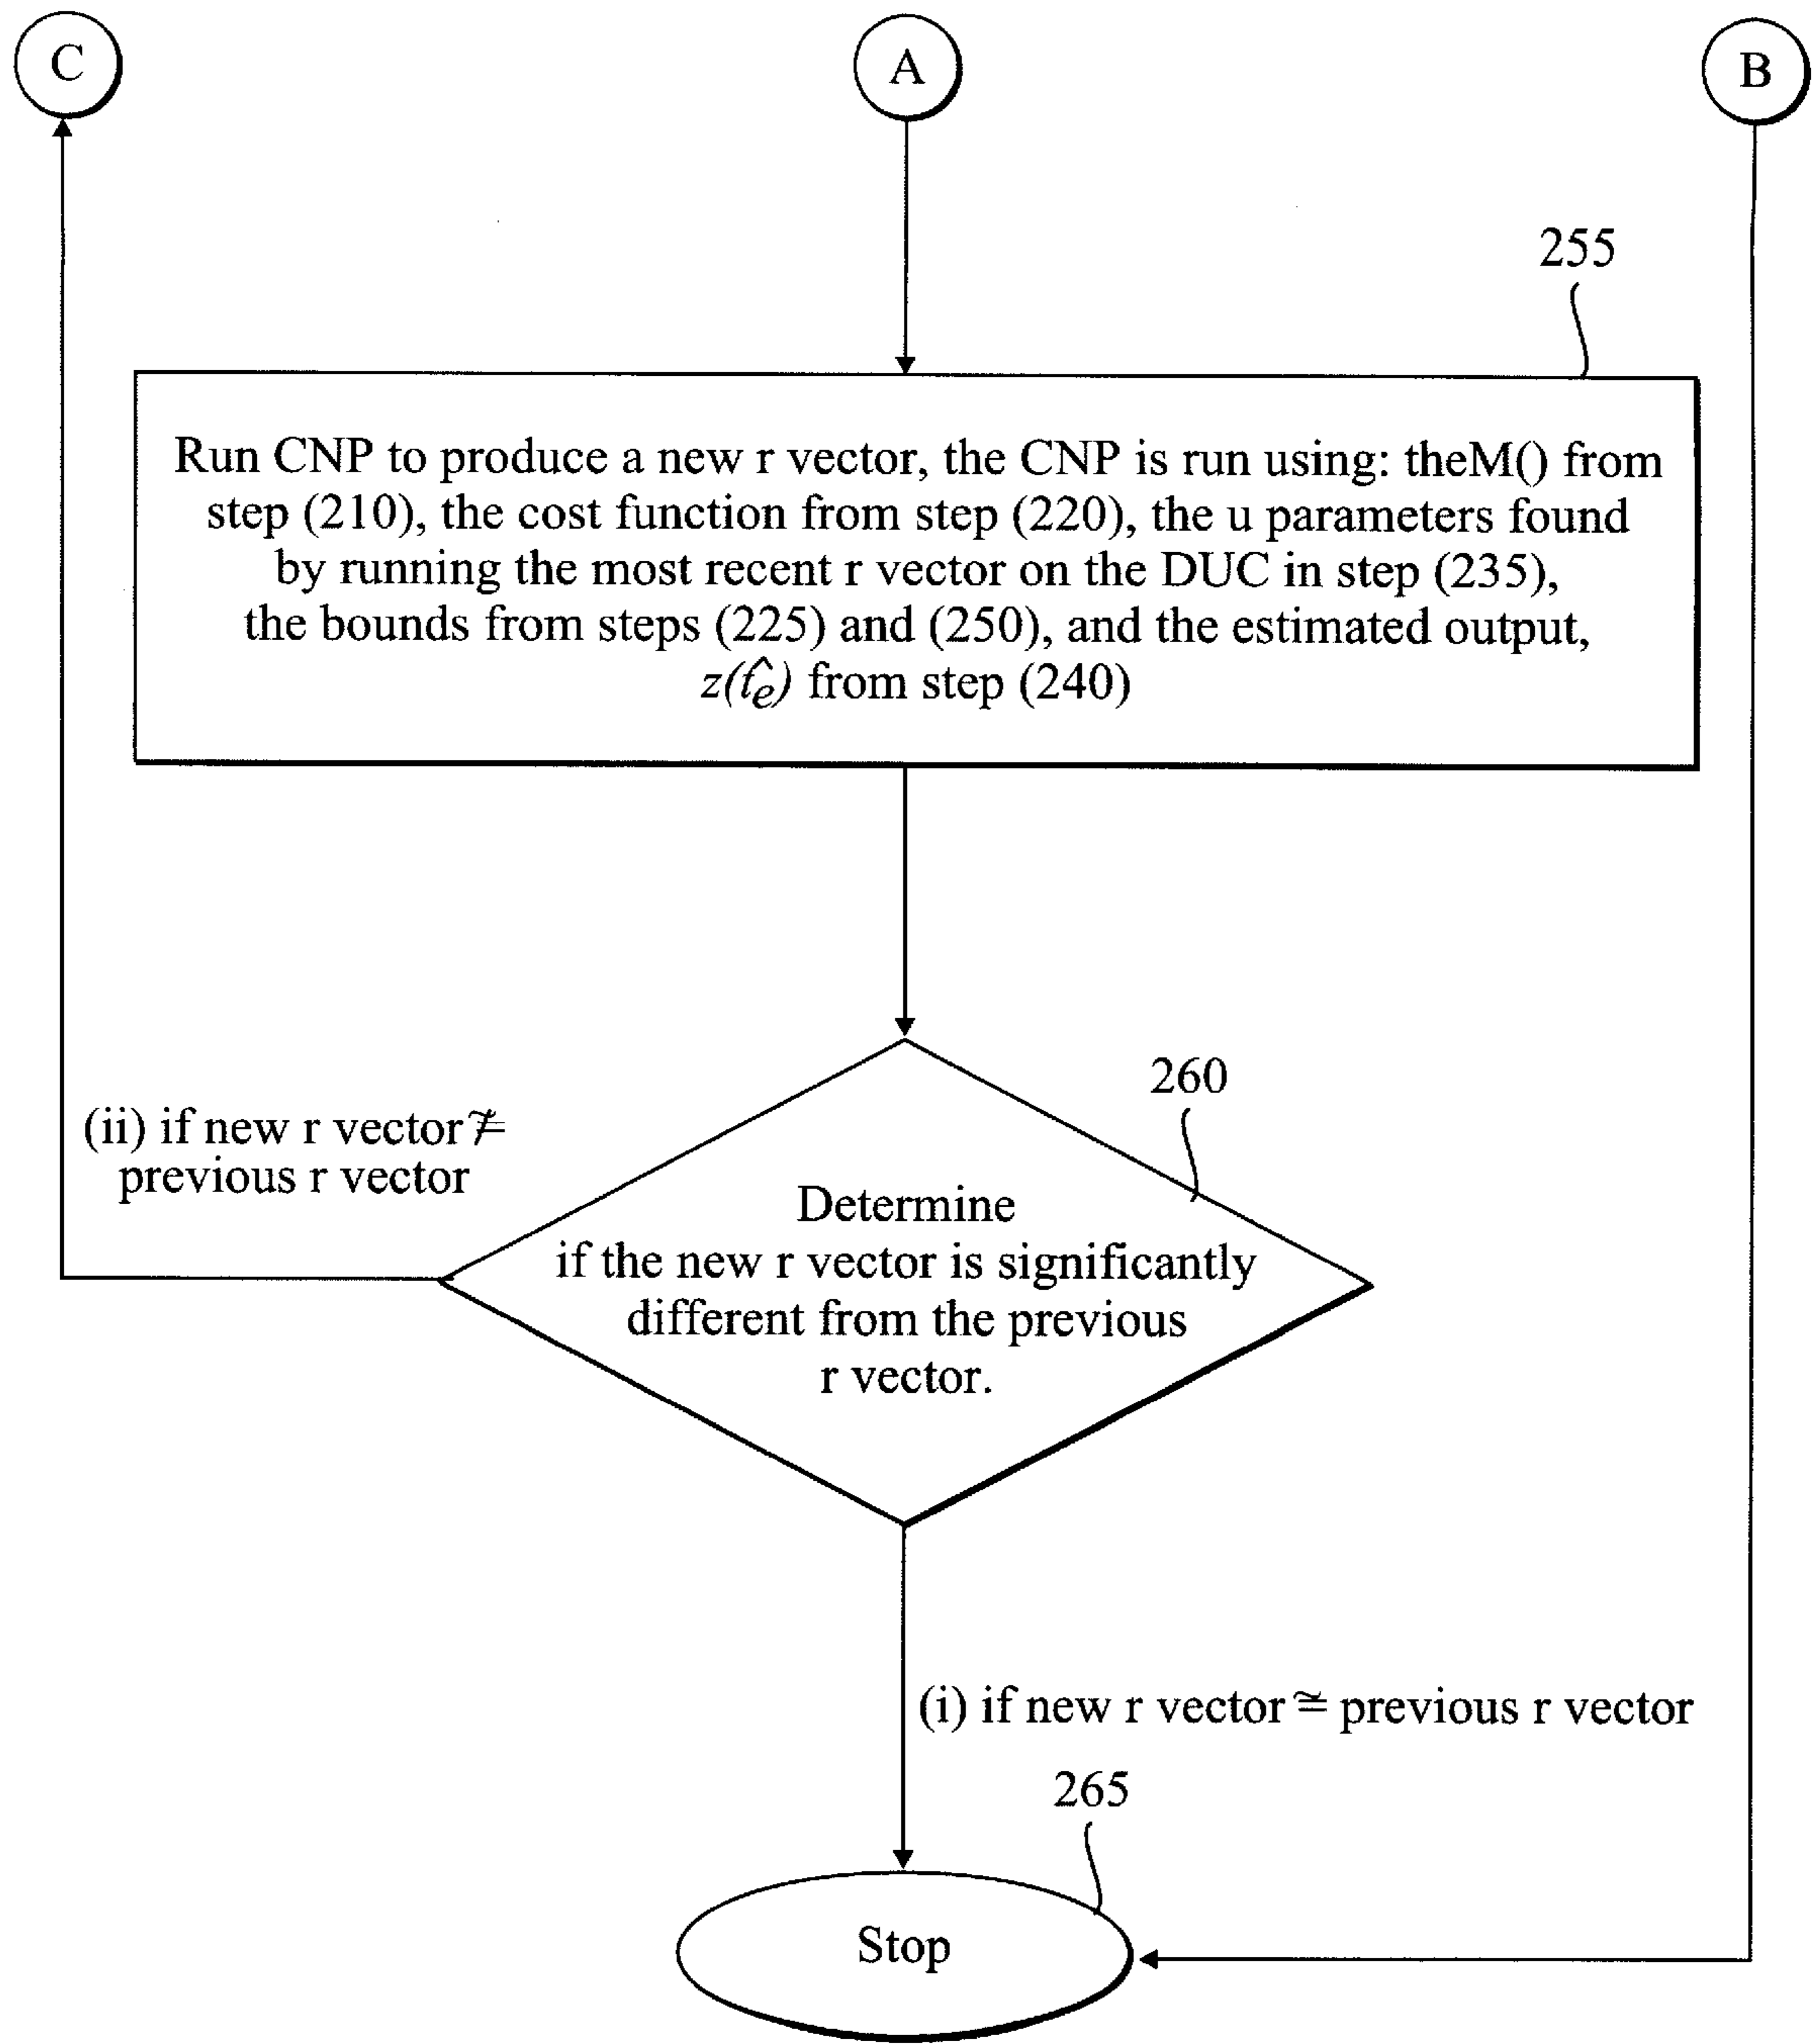 C
A
B
255
Run CNP to produce a new r vector, the CNP is run using: theM() from
step (210), the cost function from step (220), the u parameters found
by running the most recent r vector on the DUC in step (235),
the bounds from steps (225) and (250), and the estimated output,
z(t̂e) from step (240)
260
(ii) if new r vector ≇
previous r vector
Determine
if the new r vector is significantly
different from the previous
r vector.
(i) if new r vector ≅ previous r vector
265
Stop